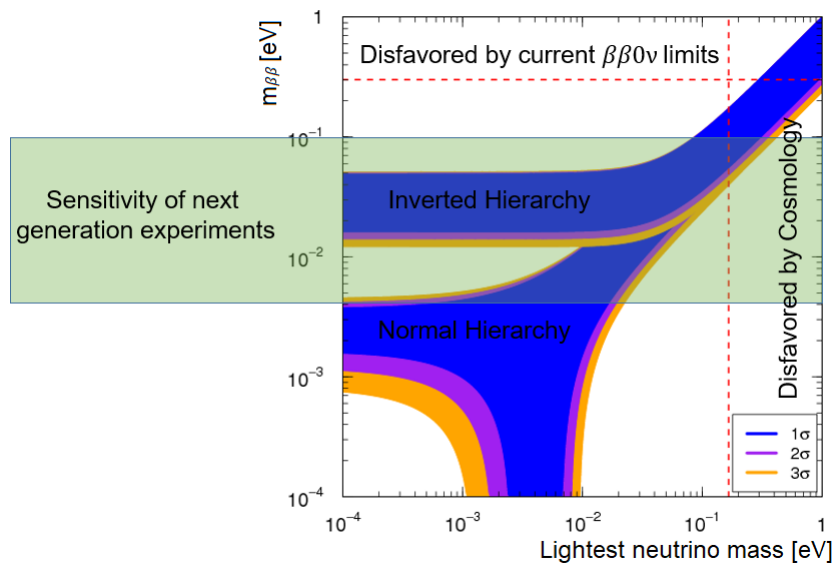 m_ββ [eV]
1
10⁻¹
10⁻²
10⁻³
10⁻⁴
Disfavored by current ββ0ν limits
Sensitivity of next
generation experiments
Inverted Hierarchy
Normal Hierarchy
Disfavored by Cosmology
1σ
2σ
3σ
10⁻⁴
10⁻³
10⁻²
10⁻¹
1
Lightest neutrino mass [eV]